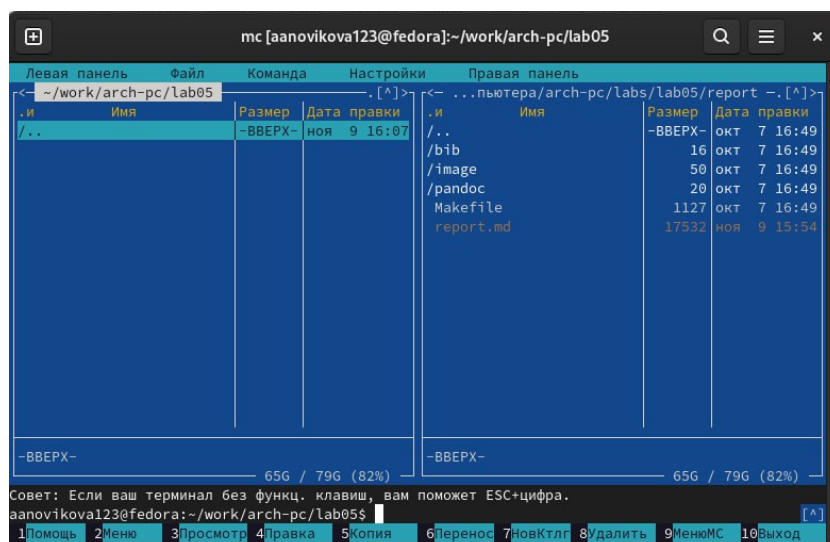 mc [aanovikova123@fedora]:~/work/arch-pc/lab05
Левая панель Файл Команда Настройки Правая панель
<— ~/work/arch-pc/lab05 .[^]> <— ...пьютера/arch-pc/labs/lab05/report —.[^]>
.и Имя Размер Дата правки .и Имя Размер Дата правки
/.. -ВВЕРХ- ноя 9 16:07 /.. -ВВЕРХ- окт 7 16:49
/bib 16 окт 7 16:49
/image 50 окт 7 16:49
/pandoc 20 окт 7 16:49
Makefile 1127 окт 7 16:49
report.md 17532 ноя 9 15:54
-ВВЕРХ- -ВВЕРХ-
65G / 79G (82%) 65G / 79G (82%)
Совет: Если ваш терминал без функц. клавиш, вам поможет ESC+цифра.
aanovikova123@fedora:~/work/arch-pc/lab05$ [^]
1Помощь 2Меню 3Просмотр 4Правка 5Копия 6Перенос 7НовКтлг 8Удалить 9МенюMC 10Выход